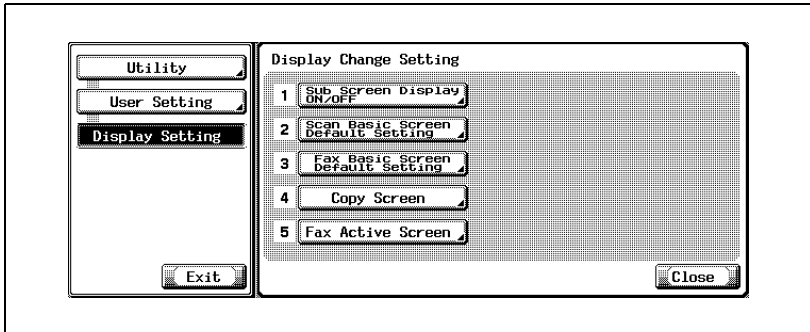 Utility
User Setting
Display Setting
Exit
Display Change Setting
1 Sub Screen Display
ON/OFF
2 Scan Basic Screen
Default Setting
3 Fax Basic Screen
Default Setting
4 Copy Screen
5 Fax Active Screen
Close